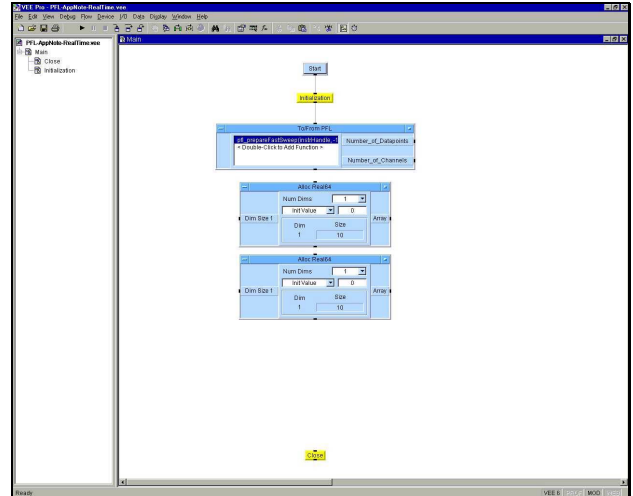 VEE Pro - PFL-AppNote-RealTime.vee
File Edit View Debug Flow Device I/O Data Display Window Help
PFL-AppNote-RealTime.vee
Main
Close
Initialization
Main
Start
Initialization
To/From PFL
pfl_prepareFastSweep(instrHandle,-1
< Double-Click to Add Function >
Number_of_Datapoints
Number_of_Channels
Alloc Real64
Num Dims 1
Init Value 0
Dim Size 1
Array
Dim Size
1 10
Alloc Real64
Num Dims 1
Init Value 0
Dim Size 1
Array
Dim Size
1 10
Close
Ready
VEE 6 MOD